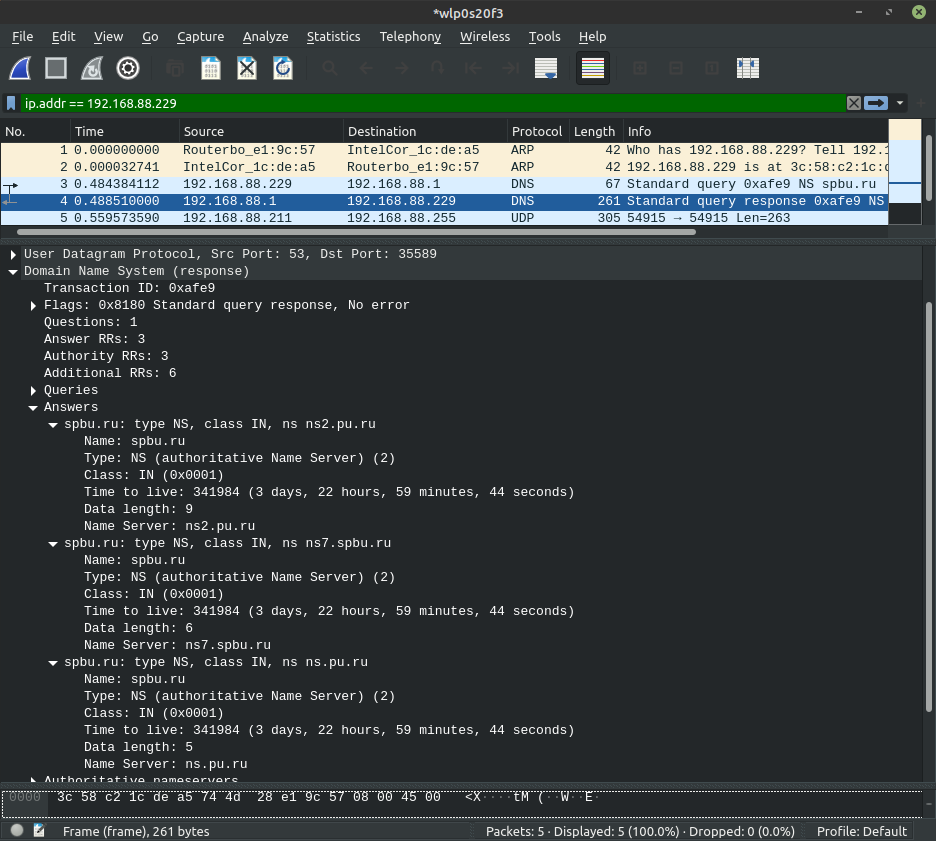 *wlp0s20f3
File Edit View Go Capture Analyze Statistics Telephony Wireless Tools Help
ip.addr == 192.168.88.229
No. Time Source Destination Protocol Length Info
1 0.000000000 Routerbo_e1:9c:57 IntelCor_1c:de:a5 ARP 42 Who has 192.168.88.229? Tell 192.1
2 0.000032741 IntelCor_1c:de:a5 Routerbo_e1:9c:57 ARP 42 192.168.88.229 is at 3c:58:c2:1c:d
3 0.484384112 192.168.88.229 192.168.88.1 DNS 67 Standard query 0xafe9 NS spbu.ru
4 0.488510000 192.168.88.1 192.168.88.229 DNS 261 Standard query response 0xafe9 NS
5 0.559573590 192.168.88.211 192.168.88.255 UDP 305 54915 → 54915 Len=263
User Datagram Protocol, Src Port: 53, Dst Port: 35589
Domain Name System (response)
Transaction ID: 0xafe9
Flags: 0x8180 Standard query response, No error
Questions: 1
Answer RRs: 3
Authority RRs: 3
Additional RRs: 6
Queries
Answers
spbu.ru: type NS, class IN, ns ns2.pu.ru
Name: spbu.ru
Type: NS (authoritative Name Server) (2)
Class: IN (0x0001)
Time to live: 341984 (3 days, 22 hours, 59 minutes, 44 seconds)
Data length: 9
Name Server: ns2.pu.ru
spbu.ru: type NS, class IN, ns ns7.spbu.ru
Name: spbu.ru
Type: NS (authoritative Name Server) (2)
Class: IN (0x0001)
Time to live: 341984 (3 days, 22 hours, 59 minutes, 44 seconds)
Data length: 6
Name Server: ns7.spbu.ru
spbu.ru: type NS, class IN, ns ns.pu.ru
Name: spbu.ru
Type: NS (authoritative Name Server) (2)
Class: IN (0x0001)
Time to live: 341984 (3 days, 22 hours, 59 minutes, 44 seconds)
Data length: 5
Name Server: ns.pu.ru
Authoritative nameservers
0000 3c 58 c2 1c de a5 74 4d 28 e1 9c 57 08 00 45 00 <X····tM (··W··E·
Frame (frame), 261 bytes Packets: 5 · Displayed: 5 (100.0%) · Dropped: 0 (0.0%) Profile: Default